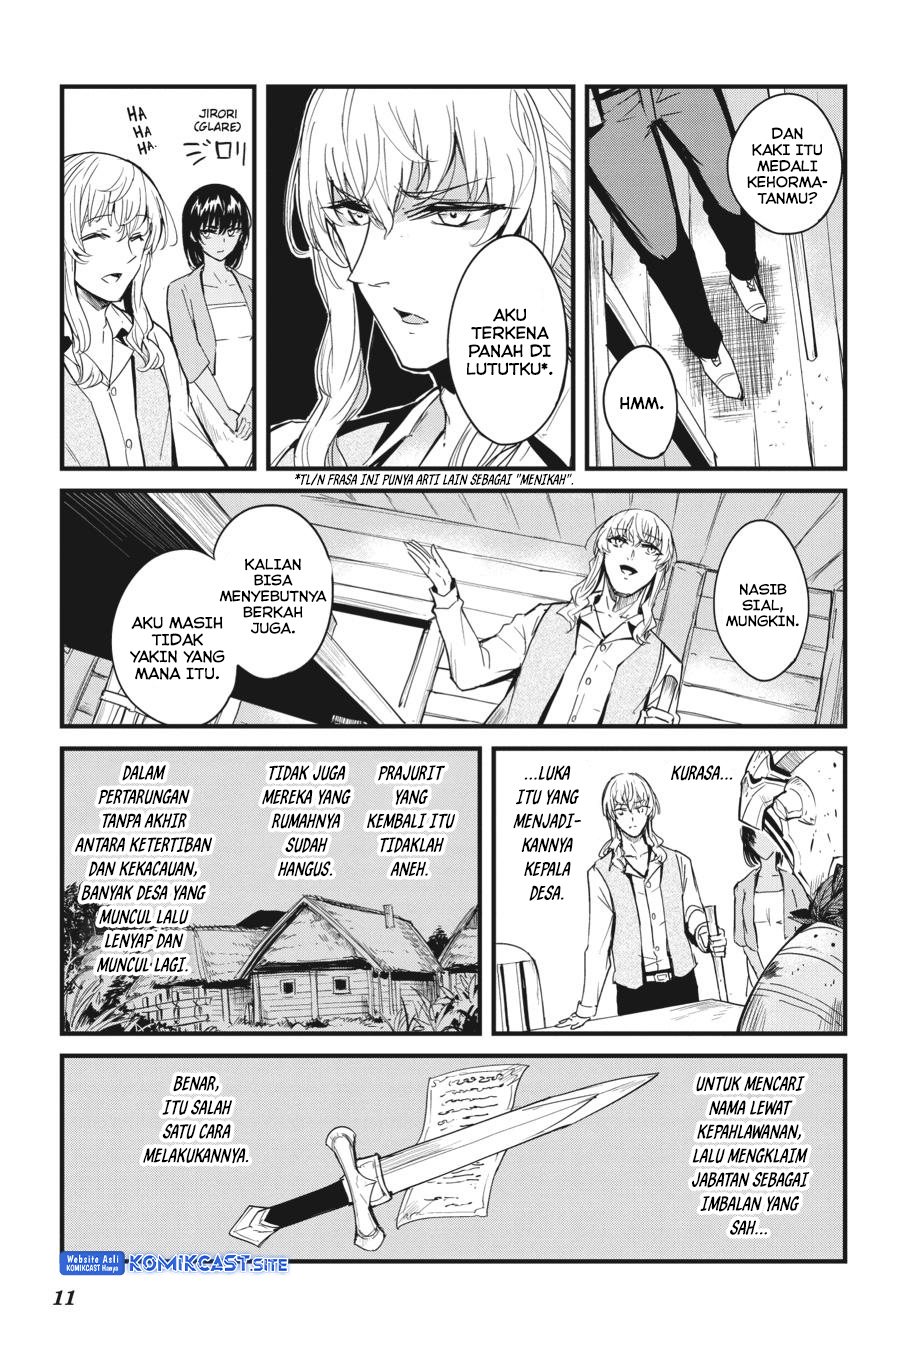 DAN
KAKI ITU
MEDALI
KEHORMA-
TANMU?
HMM.
AKU
TERKENA
PANAH DI
LUTUTKU*.
HA
HA
HA.
JIRORI
(GLARE)
ジロリ
*TL/N FRASA INI PUNYA ARTI LAIN SEBAGAI "MENIKAH".
NASIB
SIAL,
MUNGKIN.
KALIAN
BISA
MENYEBUTNYA
BERKAH
JUGA.
AKU MASIH
TIDAK
YAKIN YANG
MANA ITU.
KURASA...
...LUKA
ITU YANG
MENJADI-
KANNYA
KEPALA
DESA.
PRAJURIT
YANG
KEMBALI ITU
TIDAKLAH
ANEH.
TIDAK JUGA
MEREKA YANG
RUMAHNYA
SUDAH
HANGUS.
DALAM
PERTARUNGAN
TANPA AKHIR
ANTARA KETERTIBAN
DAN KEKACAUAN,
BANYAK DESA YANG
MUNCUL LALU
LENYAP DAN
MUNCUL LAGI.
UNTUK MENCARI
NAMA LEWAT
KEPAHLAWANAN,
LALU MENGKLAIM
JABATAN SEBAGAI
IMBALAN YANG
SAH...
BENAR,
ITU SALAH
SATU CARA
MELAKUKANNYA.
Website Asli
KOMIKCAST Hanya
KOMIKCAST.SITE
11